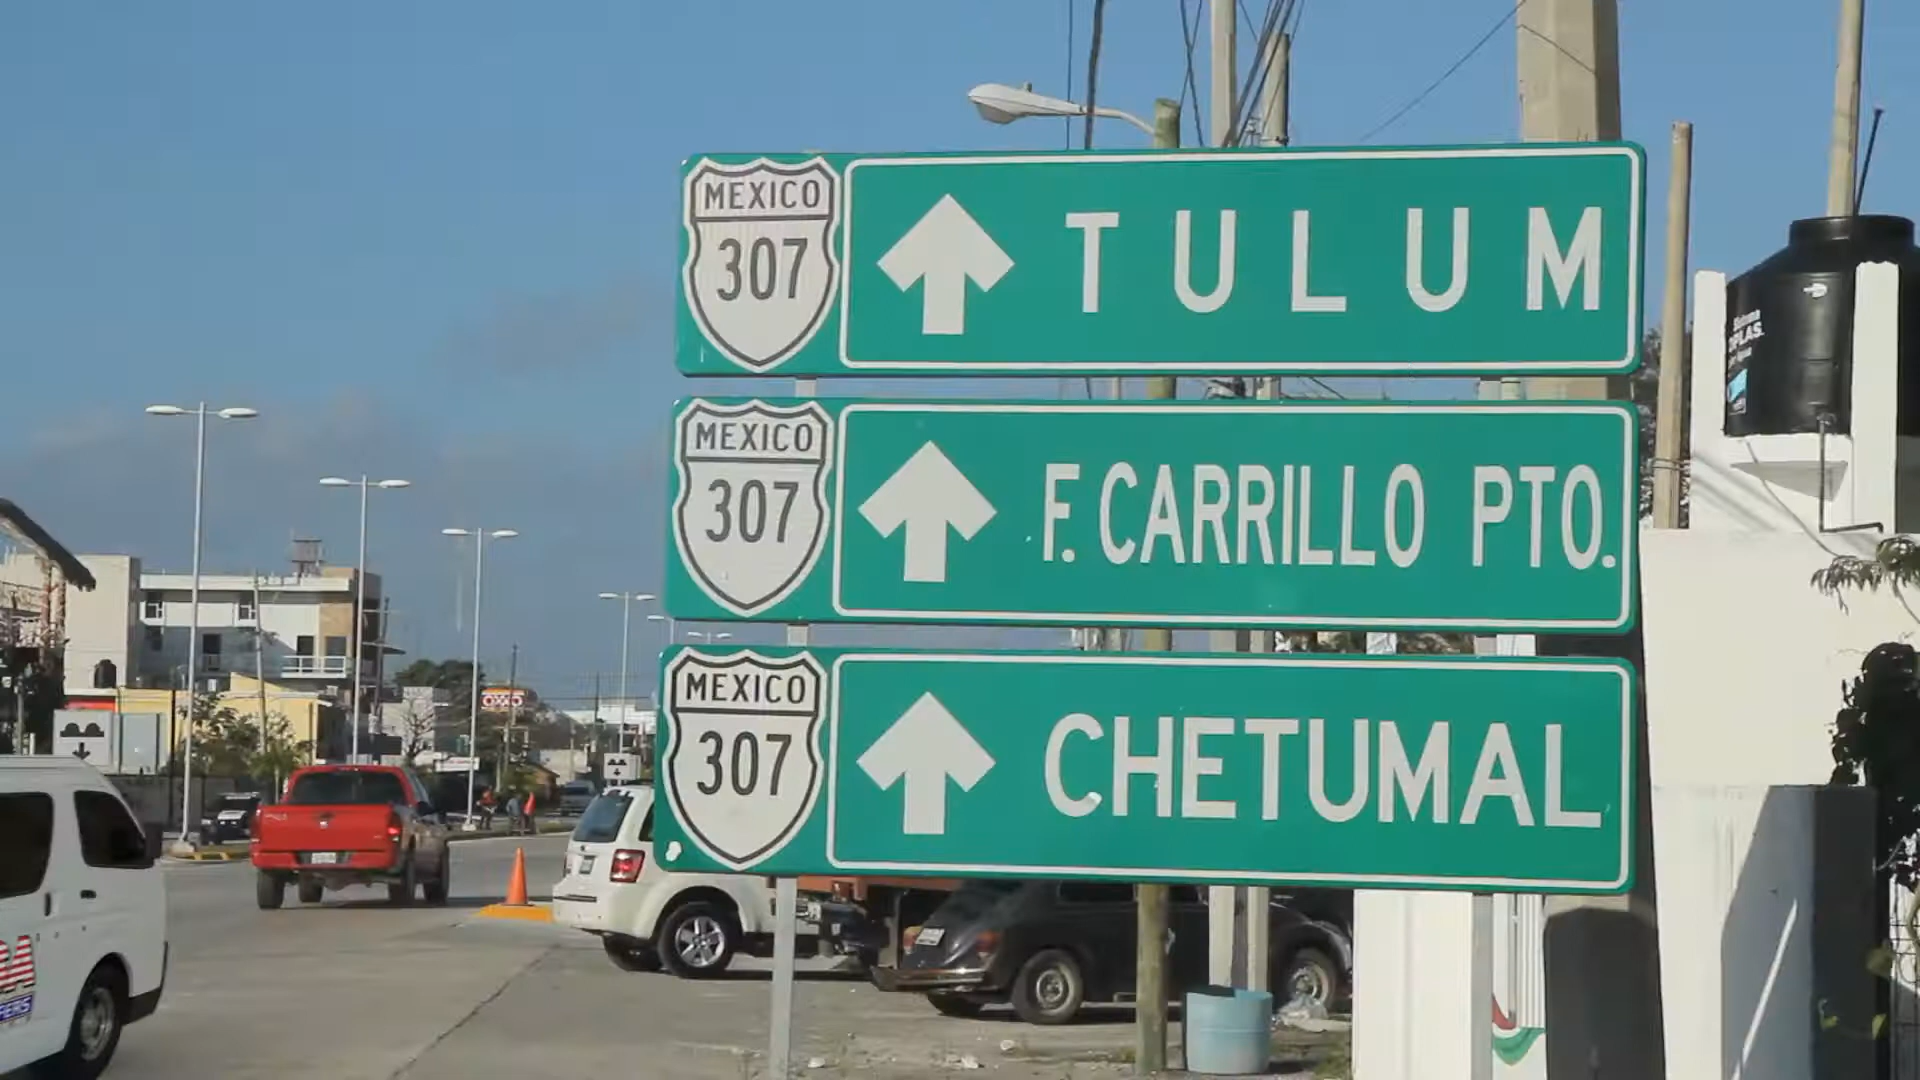 MEXICO
307
TULUM
MEXICO
307
F. CARRILLO PTO.
MEXICO
307
CHETUMAL
OXXO